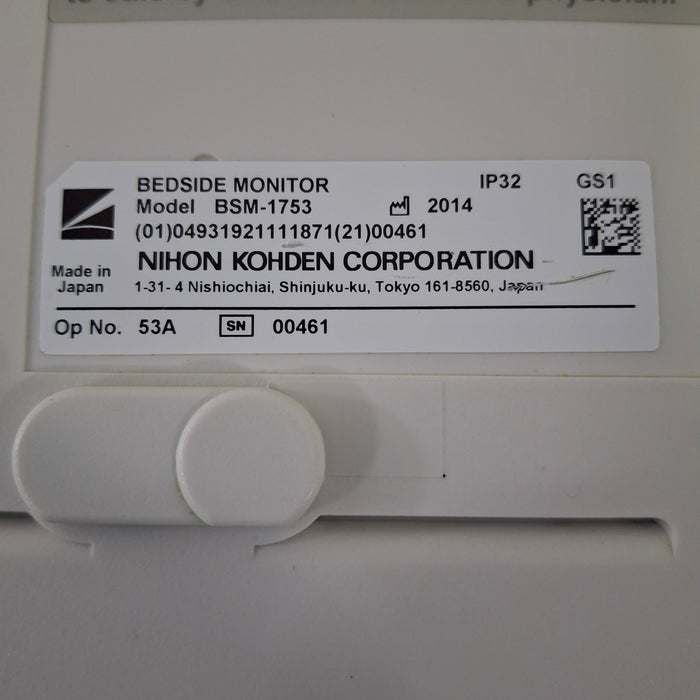 BEDSIDE MONITOR IP32 GS1
Model BSM-1753 2014
(01)04931921111871(21)00461
NIHON KOHDEN CORPORATION
Made in
Japan
1-31- 4 Nishiochiai, Shinjuku-ku, Tokyo 161-8560, Japan
Op No. 53A SN 00461